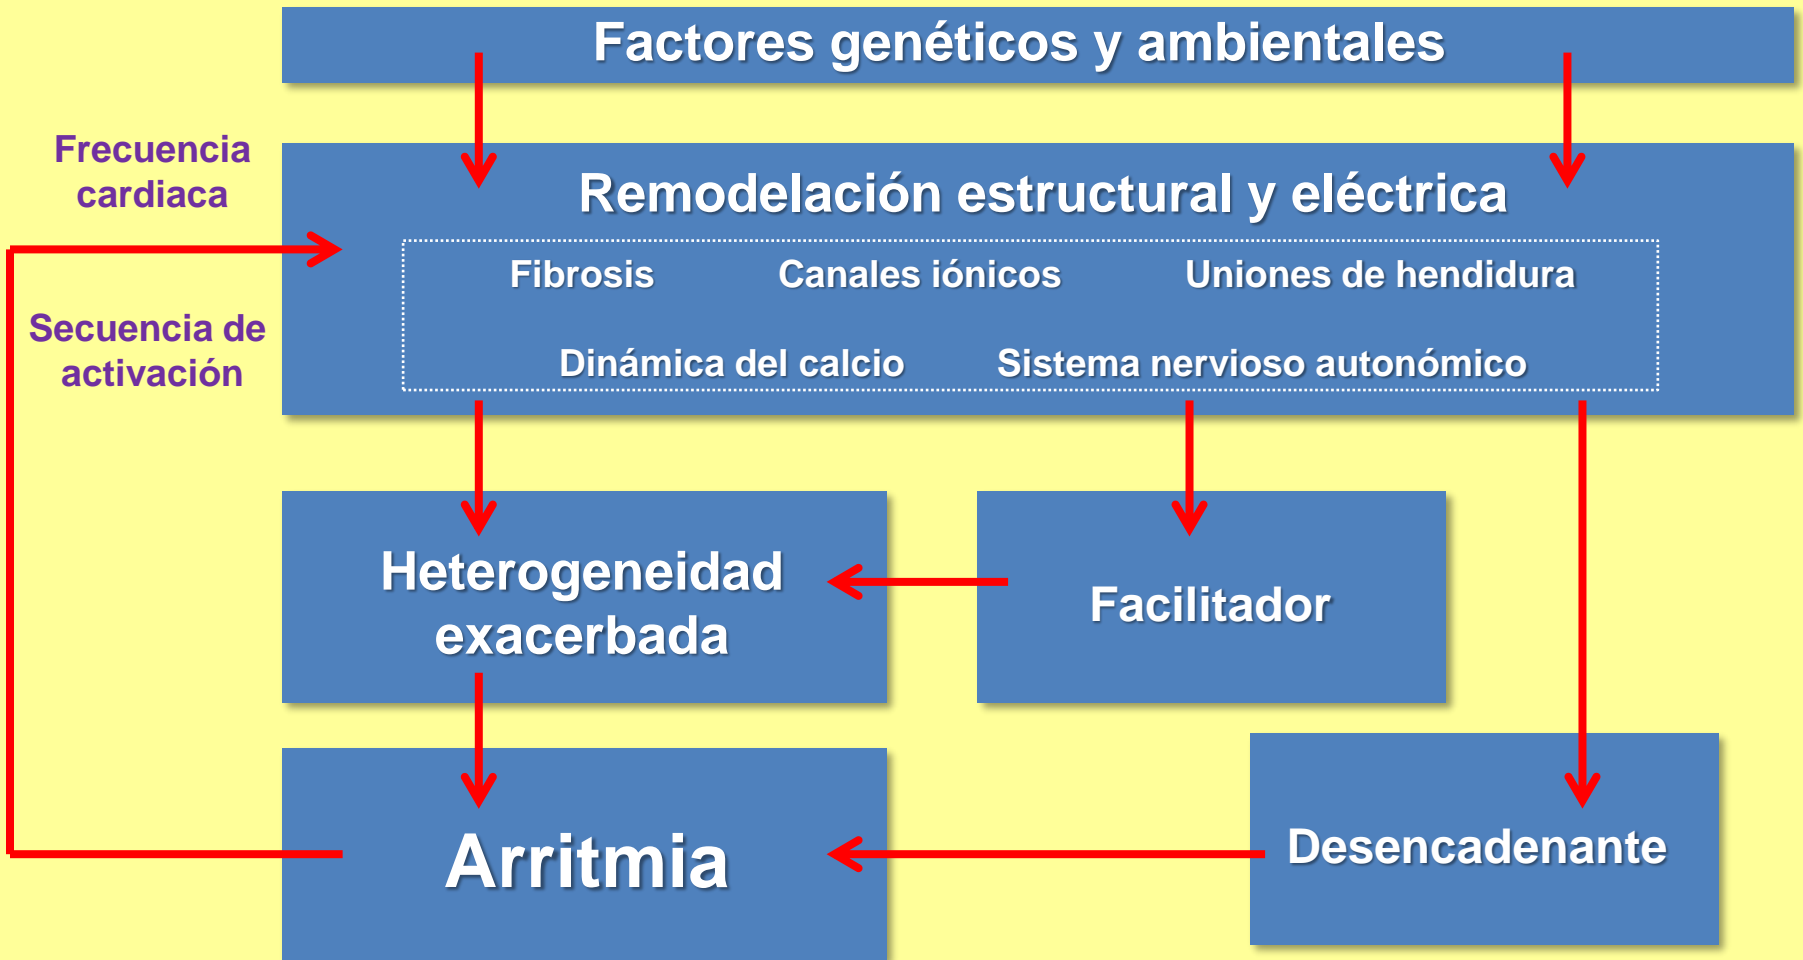 Factores genéticos y ambientales
Frecuencia
cardiaca
Remodelación estructural y eléctrica
Fibrosis Canales iónicos Uniones de hendidura
Secuencia de
activación
Dinámica del calcio Sistema nervioso autonómico
Heterogeneidad
exacerbada
Facilitador
Arritmia
Desencadenante